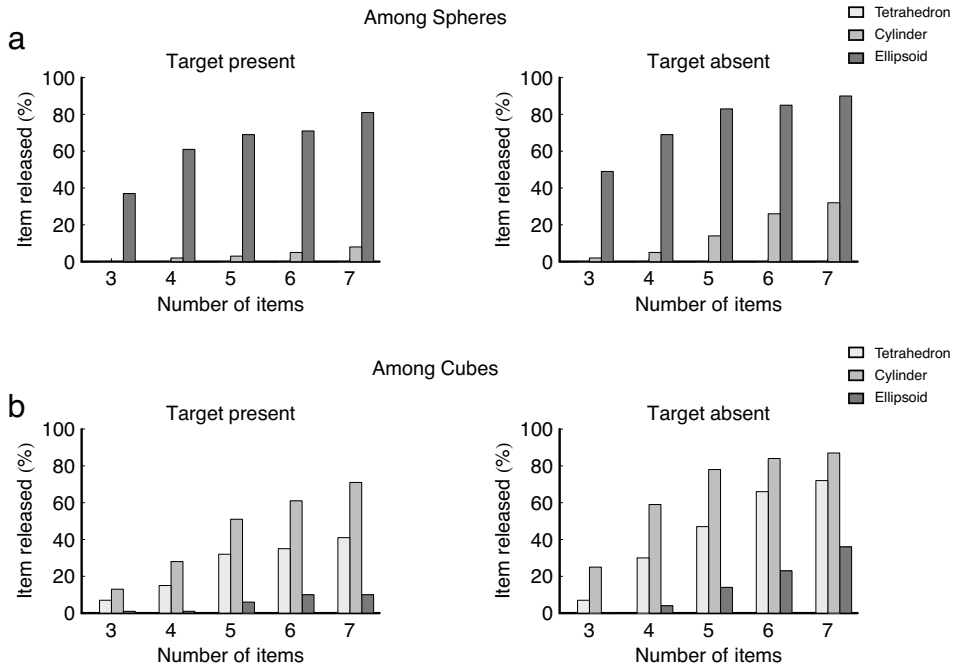 Among Spheres
Tetrahedron
Cylinder
Ellipsoid
a
Target present
Target absent
Item released (%)
100
80
60
40
20
0
3 4 5 6 7
Number of items
Item released (%)
100
80
60
40
20
0
3 4 5 6 7
Number of items
Among Cubes
Tetrahedron
Cylinder
Ellipsoid
b
Target present
Target absent
Item released (%)
100
80
60
40
20
0
3 4 5 6 7
Number of items
Item released (%)
100
80
60
40
20
0
3 4 5 6 7
Number of items